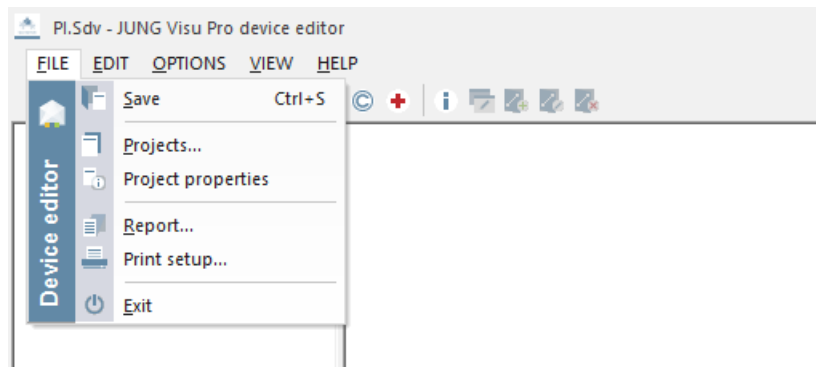 PI.Sdv - JUNG Visu Pro device editor
FILE EDIT OPTIONS VIEW HELP
Save Ctrl+S
Projects...
Project properties
Report...
Print setup...
Exit
Device editor